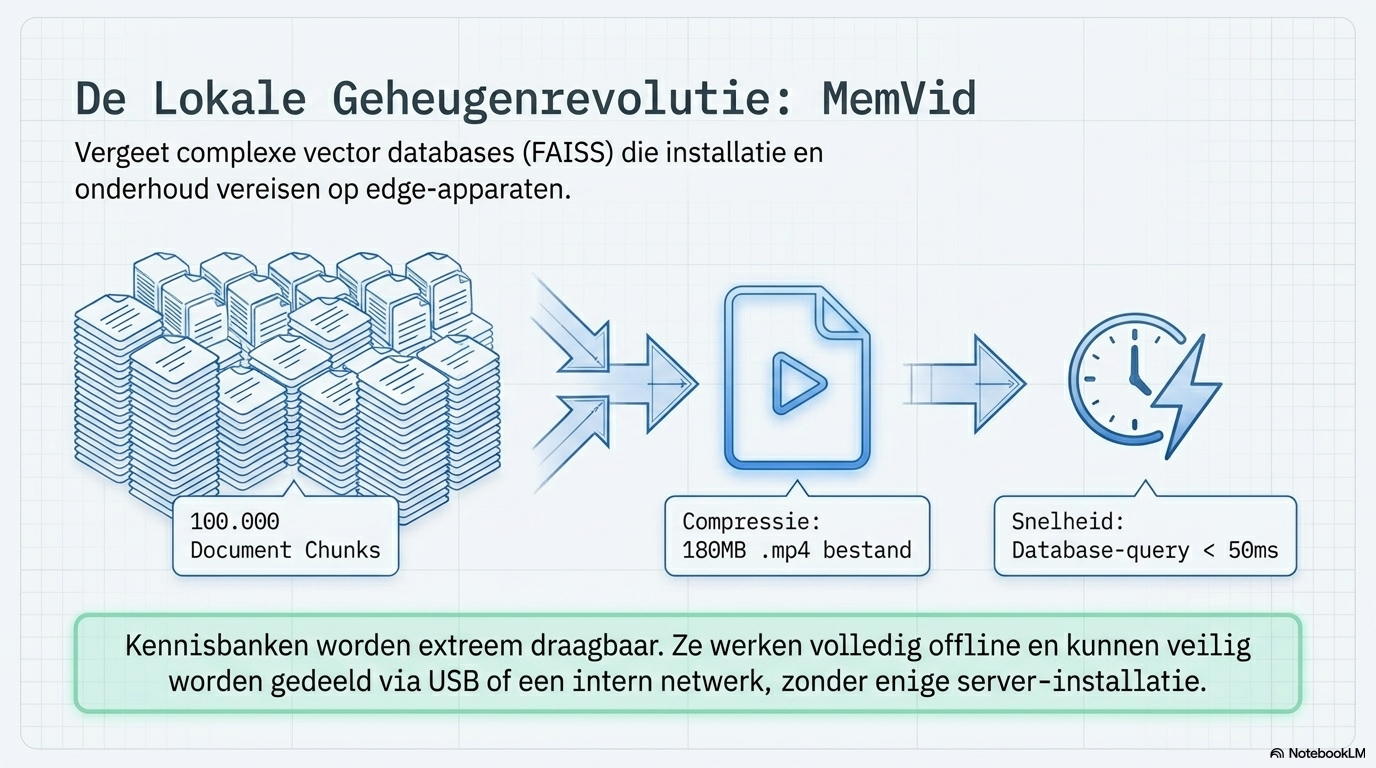 De Lokale Geheugenrevolutie: MemVid
Vergeet complexe vector databases (FAISS) die installatie en
onderhoud vereisen op edge-apparaten.
100.000
Document Chunks
Compressie:
180MB .mp4 bestand
Snelheid:
Database-query < 50ms
Kennisbanken worden extreem draagbaar. Ze werken volledig offline en kunnen veilig
worden gedeeld via USB of een intern netwerk, zonder enige server-installatie.
NotebookLM